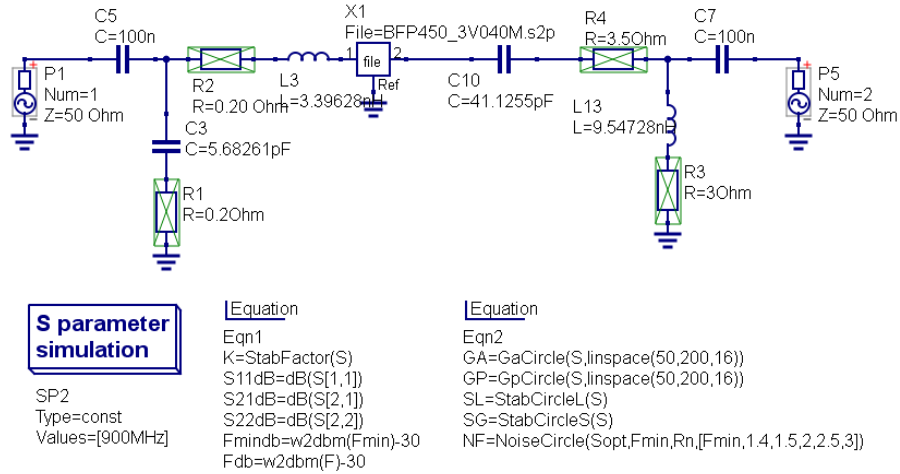 C5
C=100n
X1
File=BFP450_3V040M.s2p
R4
R=3.5Ohm
C7
C=100n
P1
Num=1
Z=50 Ohm
R2
R=0.20 Ohm
L3
L=3.39628nH
1
file
2
Ref
C10
C=41.1255pF
L13
L=9.54728nH
P5
Num=2
Z=50 Ohm
C3
C=5.68261pF
R1
R=0.2Ohm
R3
R=3Ohm
S parameter
simulation
SP2
Type=const
Values=[900MHz]
Equation
Eqn1
K=StabFactor(S)
S11dB=dB(S[1,1])
S21dB=dB(S[2,1])
S22dB=dB(S[2,2])
Fmindb=w2dbm(Fmin)-30
Fdb=w2dbm(F)-30
Equation
Eqn2
GA=GaCircle(S,linspace(50,200,16))
GP=GpCircle(S,linspace(50,200,16))
SL=StabCircleL(S)
SG=StabCircleS(S)
NF=NoiseCircle(Sopt,Fmin,Rn,[Fmin,1.4,1.5,2,2.5,3])